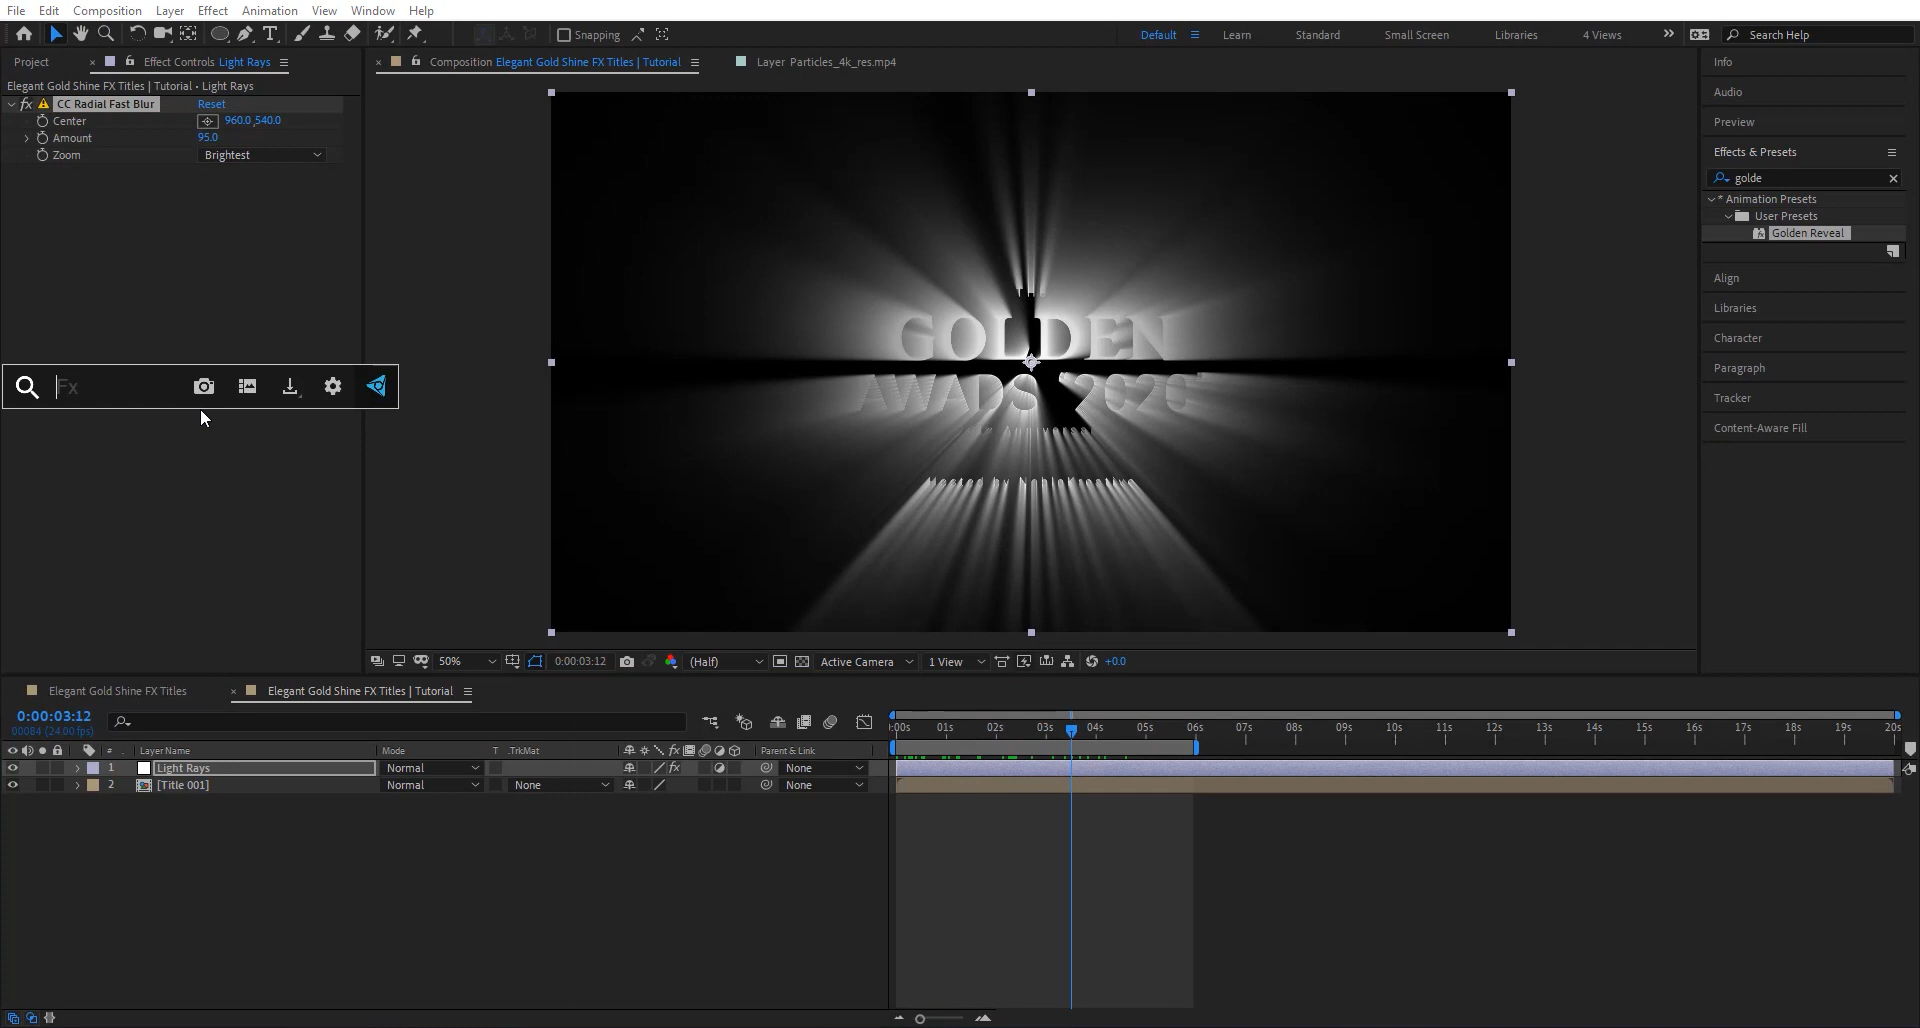 File Edit Composition Layer Effect Animation View Window Help
Snapping
Default Learn Standard Small Screen Libraries 4 Views Search Help
Project Effect Controls Light Rays
Composition Elegant Gold Shine FX Titles | Tutorial
Layer Particles_4k_res.mp4
Elegant Gold Shine FX Titles | Tutorial • Light Rays
fx CC Radial Fast Blur Reset
Center 960.0,540.0
Amount 95.0
Zoom Brightest
Fx
The
GOLDEN
AWADS 2020
Info
Audio
Preview
Effects & Presets
golde
* Animation Presets
User Presets
Golden Reveal
Align
Libraries
Character
Paragraph
Tracker
Content-Aware Fill
50% 0:00:03:12 (Half) Active Camera 1 View +0.0
Elegant Gold Shine FX Titles
Elegant Gold Shine FX Titles | Tutorial
0:00:03:12
00084 (24.00 fps)
:00s 01s 02s 03s 04s 05s 06s 07s 08s 09s 10s 11s 12s 13s 14s 15s 16s 17s 18s 19s 20s
# Layer Name Mode T .TrkMat fx Parent & Link
1 Light Rays Normal fx None
2 [Title 001] Normal None None